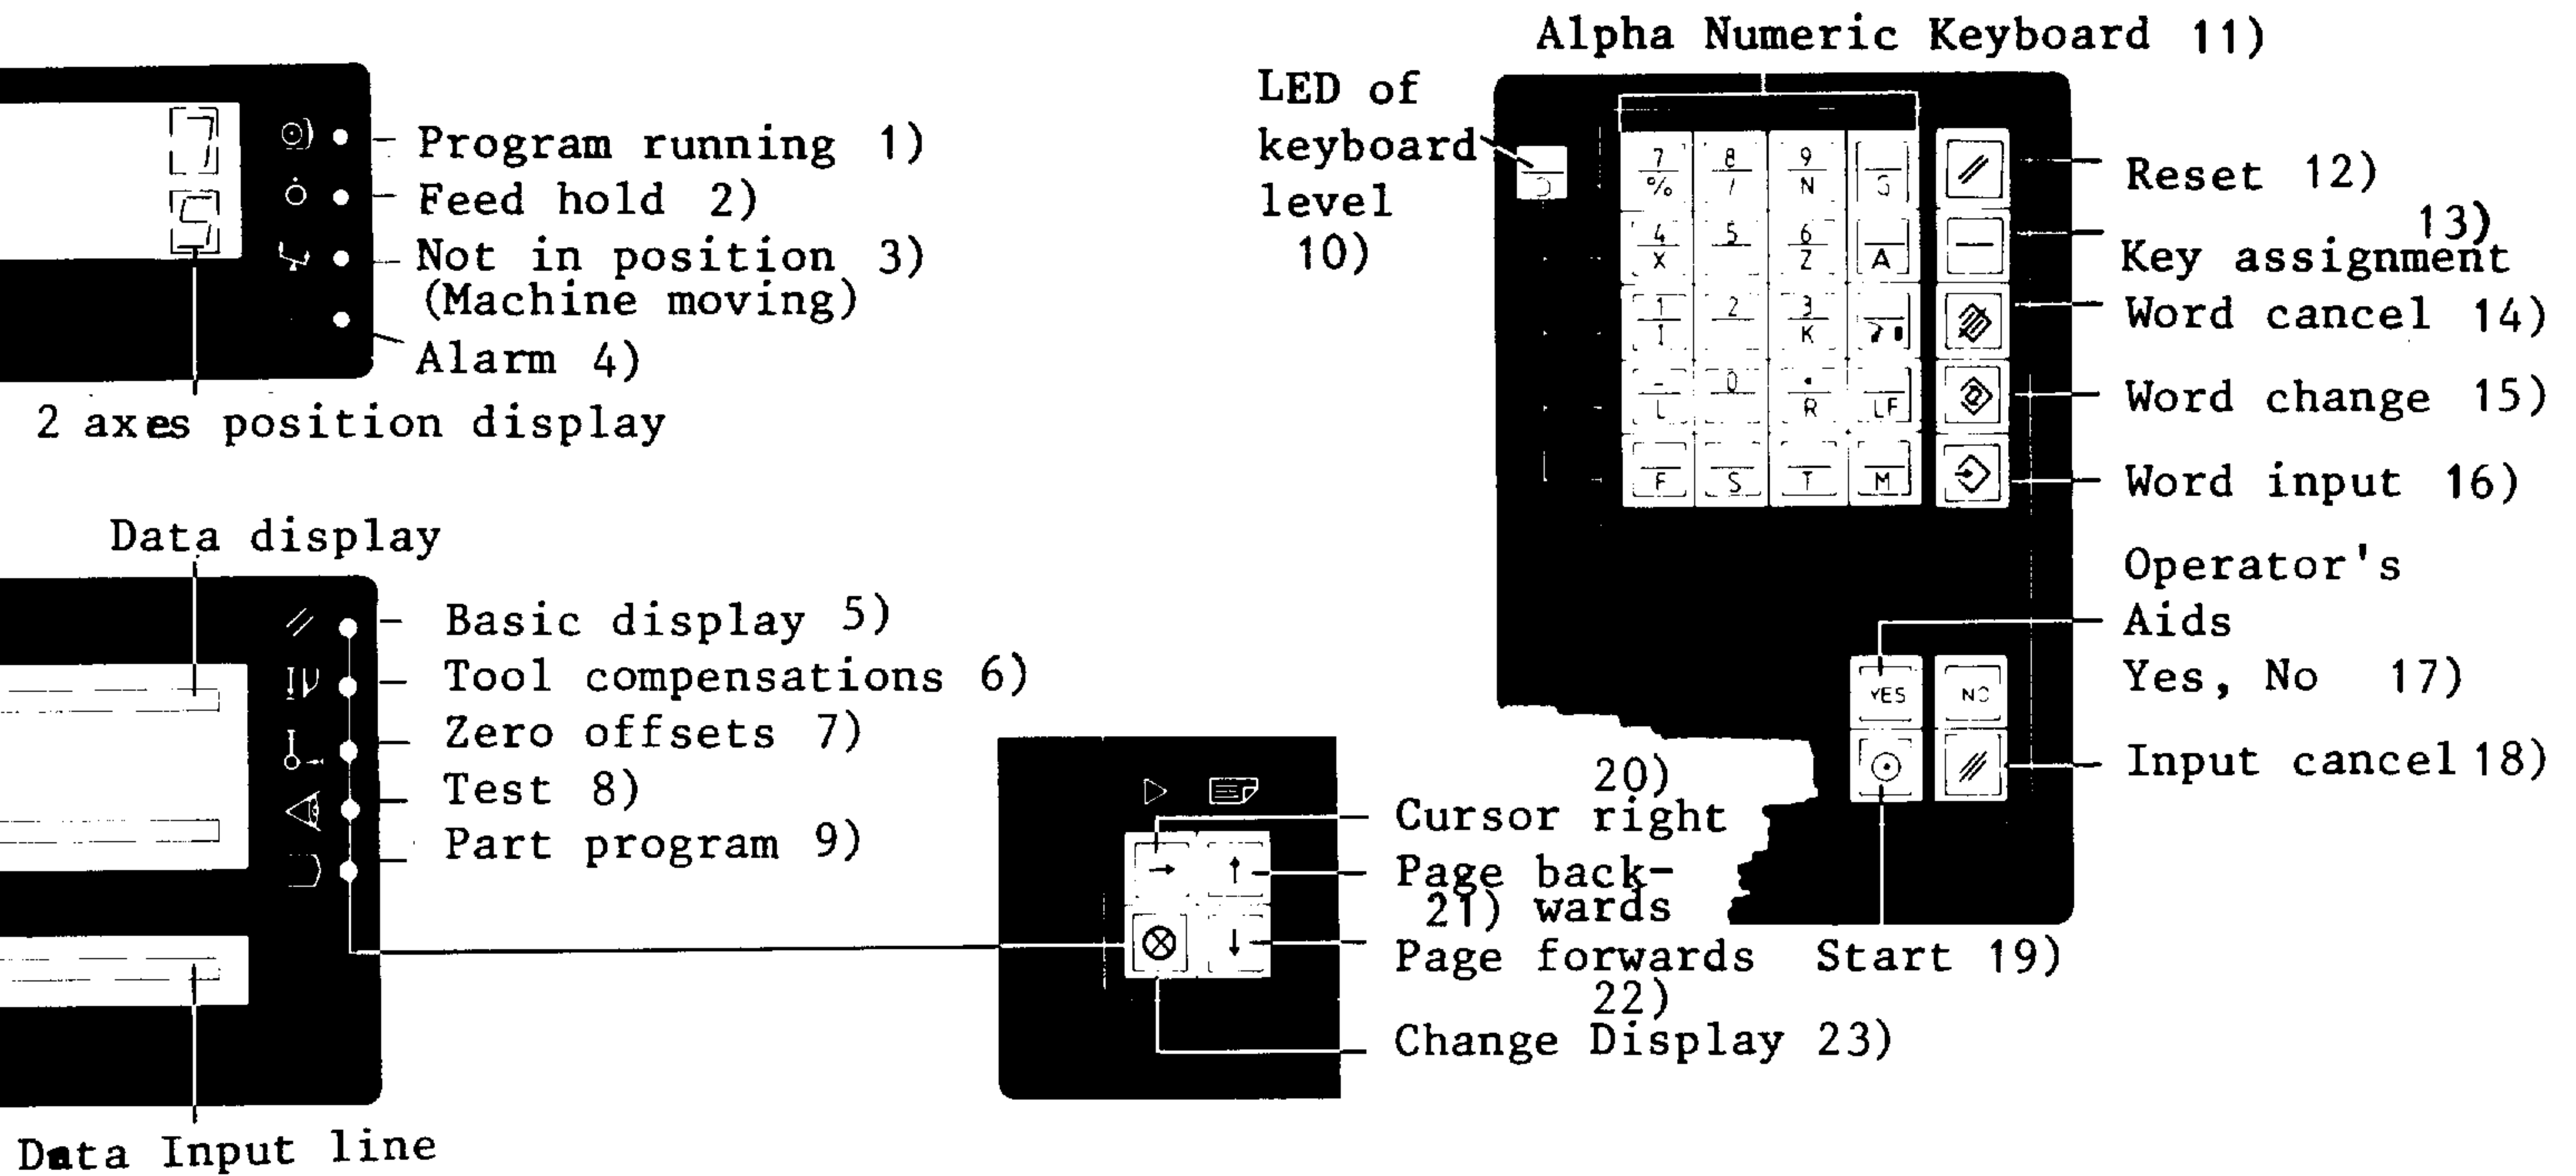 Alpha Numeric Keyboard 11)
LED of
keyboard
level
10)
Program running 1)
Feed hold 2)
Not in position 3)
(Machine moving)
Alarm 4)
2 axes position display
7
5
7 8 9
% / N G
4 5 6
X Z A
1 2 3
I K
- 0 .
L R LF
F S T M
Reset 12)
13)
Key assignment
Word cancel 14)
Word change 15)
Word input 16)
Operator's
Aids
Yes, No 17)
YES NO
Input cancel 18)
Start 19)
Data display
Basic display 5)
Tool compensations 6)
Zero offsets 7)
Test 8)
Part program 9)
Data Input line
20)
Cursor right
Page back-
21) wards
Page forwards
22)
Change Display 23)